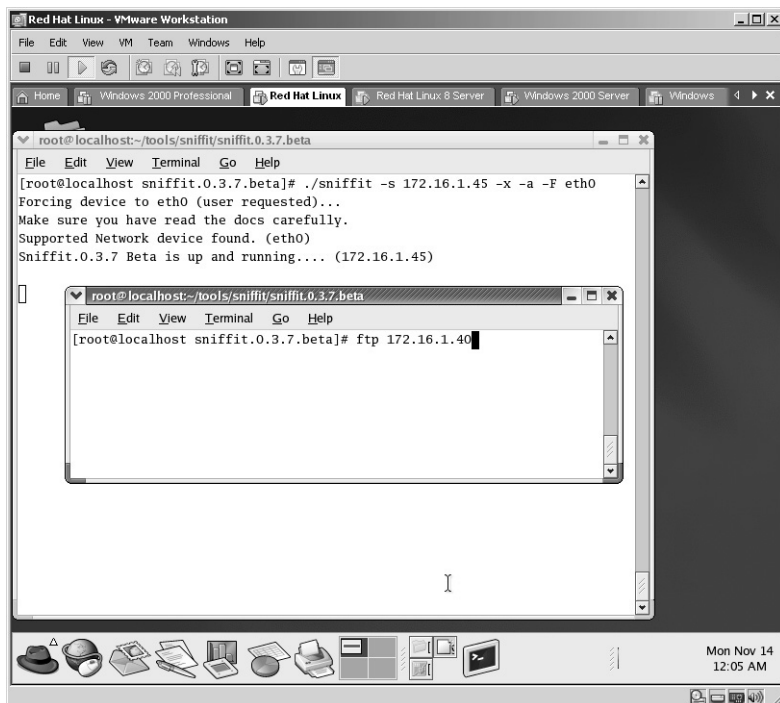 Red Hat Linux - VMware Workstation
File Edit View VM Team Windows Help
Home Windows 2000 Professional Red Hat Linux Red Hat Linux 8 Server Windows 2000 Server Windows
root@localhost:~/tools/sniffit/sniffit.0.3.7.beta
File Edit View Terminal Go Help
[root@localhost sniffit.0.3.7.beta]# ./sniffit -s 172.16.1.45 -x -a -F eth0
Forcing device to eth0 (user requested)...
Make sure you have read the docs carefully.
Supported Network device found. (eth0)
Sniffit.0.3.7 Beta is up and running.... (172.16.1.45)
root@localhost:~/tools/sniffit/sniffit.0.3.7.beta
File Edit View Terminal Go Help
[root@localhost sniffit.0.3.7.beta]# ftp 172.16.1.40
Mon Nov 14
12:05 AM